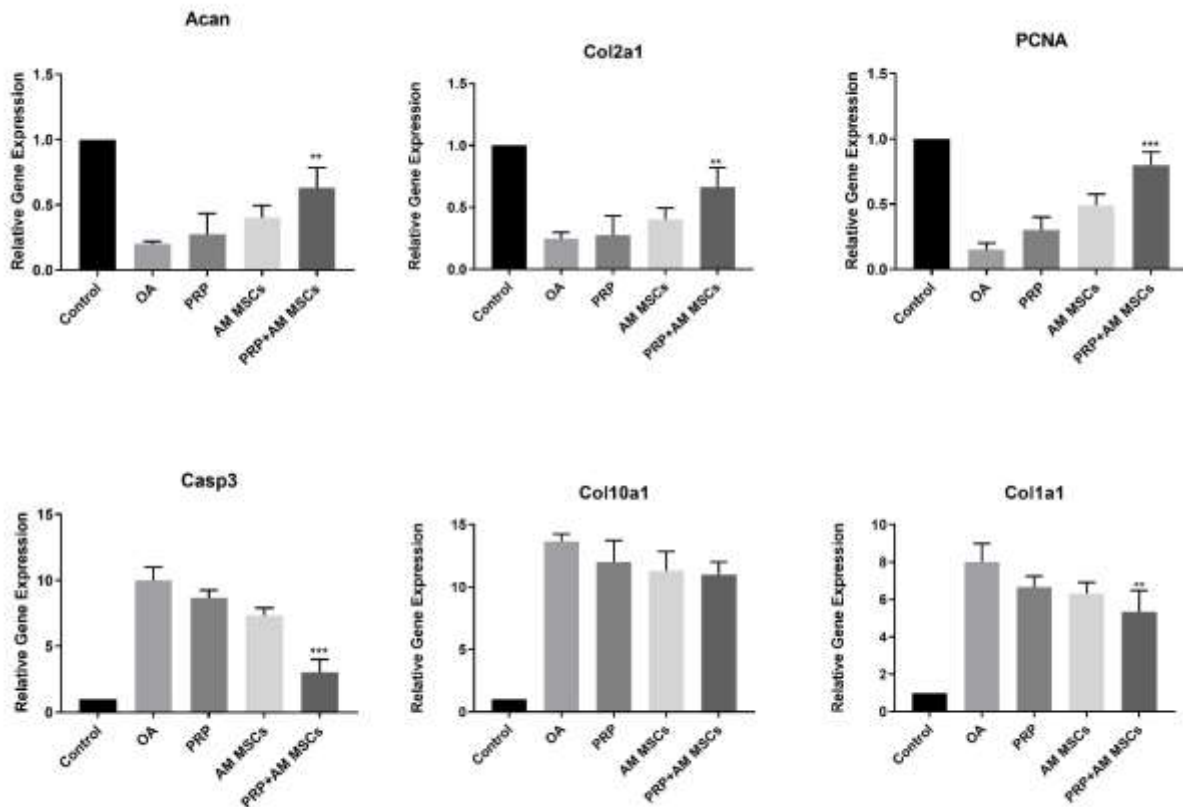 Acan
Relative Gene Expression
1.5
1.0
0.5
0.0
**
Control
OA
PRP
AM MSCs
PRP+AM MSCs
Col2a1
Relative Gene Expression
1.5
1.0
0.5
0.0
**
Control
OA
PRP
AM MSCs
PRP+AM MSCs
PCNA
Relative Gene Expression
1.5
1.0
0.5
0.0
***
Control
OA
PRP
AM MSCs
PRP+AM MSCs
Casp3
Relative Gene Expression
15
10
5
0
***
Control
OA
PRP
AM MSCs
PRP+AM MSCs
Col10a1
Relative Gene Expression
15
10
5
0
Control
OA
PRP
AM MSCs
PRP+AM MSCs
Col1a1
Relative Gene Expression
10
8
6
4
2
0
**
Control
OA
PRP
AM MSCs
PRP+AM MSCs